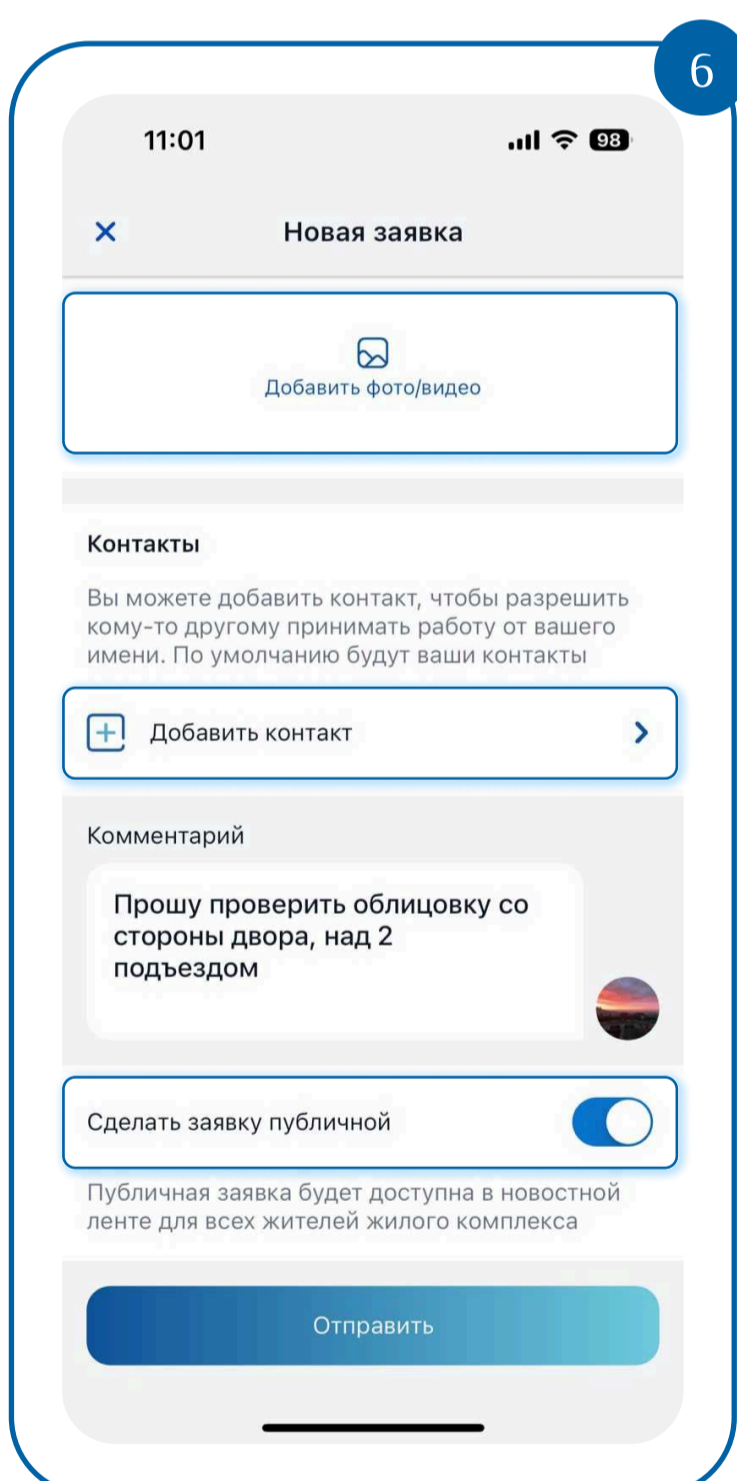 6
11:01
98
Новая заявка
Добавить фото/видео
Контакты
Вы можете добавить контакт, чтобы разрешить
кому-то другому принимать работу от вашего
имени. По умолчанию будут ваши контакты
Добавить контакт
Комментарий
Прошу проверить облицовку со
стороны двора, над 2
подъездом
Сделать заявку публичной
Публичная заявка будет доступна в новостной
ленте для всех жителей жилого комплекса
Отправить